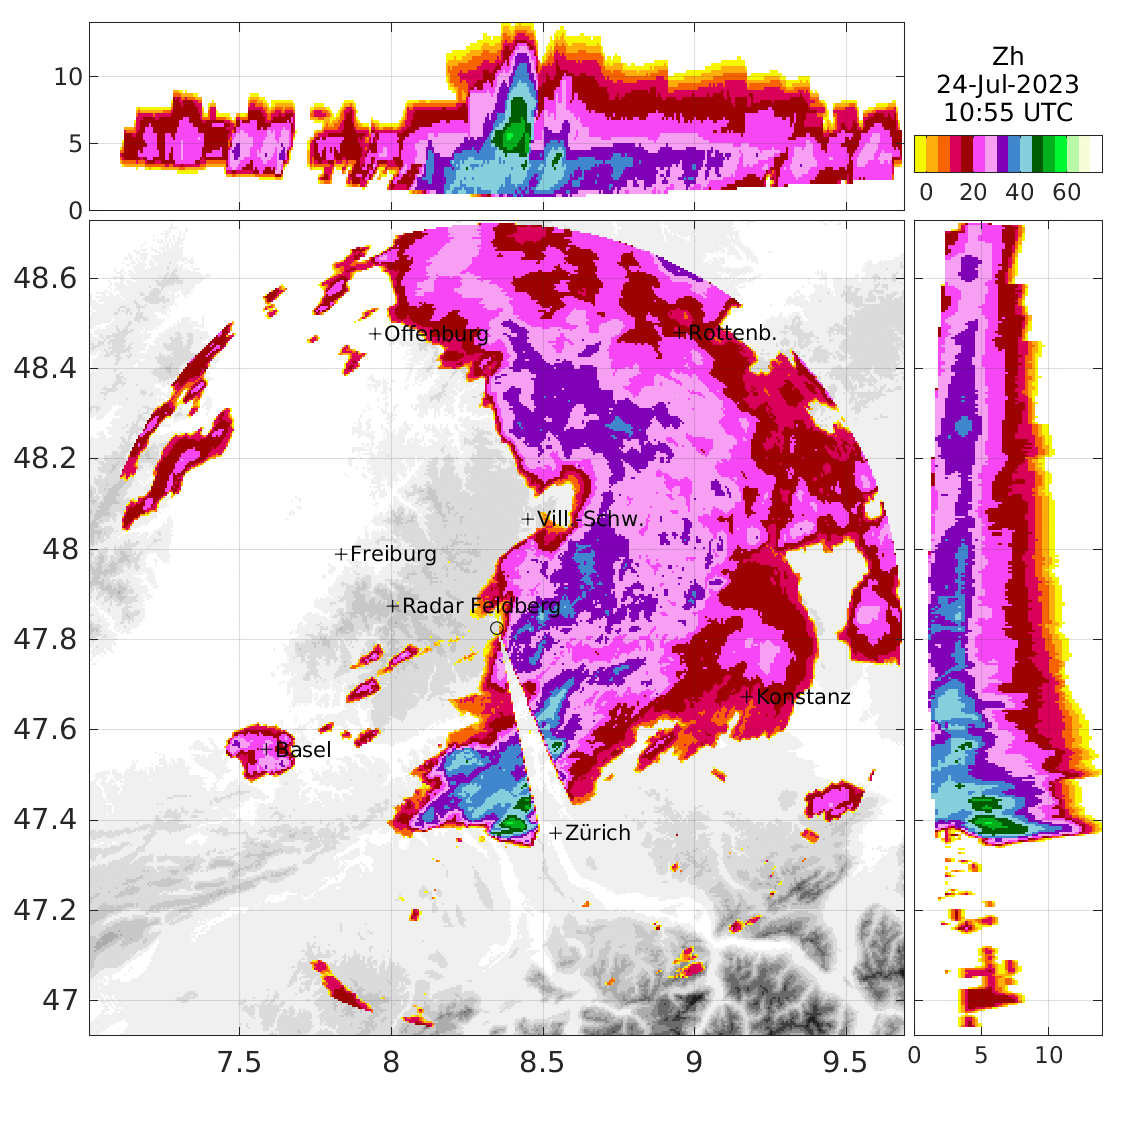 10
5
0
Zh
24-Jul-2023
10:55 UTC
0 20 40 60
48.6
48.4
48.2
48
47.8
47.6
47.4
47.2
47
+Offenburg
+Rottenb.
+Vill.-Schw.
+Freiburg
+Radar Feldberg
+Konstanz
+Basel
+Zürich
7.5 8 8.5 9 9.5
0 5 10